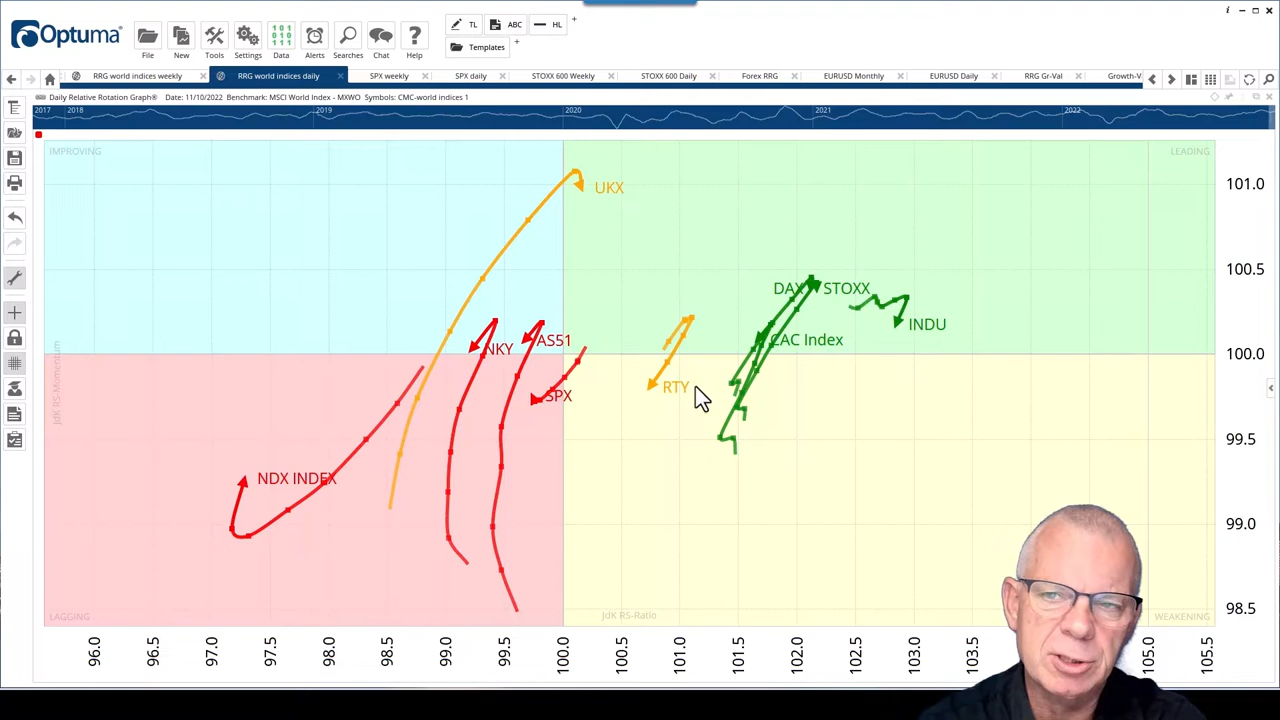 Optuma®
File
New
Tools
Settings
Data
Alerts
Searches
Chat
Help
TL
ABC
HL
Templates
RRG world indices weekly
RRG world indices daily
SPX weekly
SPX daily
STOXX 600 Weekly
STOXX 600 Daily
Forex RRG
EURUSD Monthly
EURUSD Daily
RRG Gr-Val
Growth-V
Daily Relative Rotation Graph® Date: 11/10/2022 Benchmark: MSCI World Index - MXWO Symbols: CMC-world indices 1
2017 2018 2019 2020 2021 2022
IMPROVING
LEADING
UKX
101.0
100.5
DAX
STOXX
INDU
CAC Index
NKY
AS51
100.0
RTY
SPX
99.5
NDX INDEX
99.0
98.5
JdK RS-Momentum
LAGGING
JdK RS-Ratio
WEAKENING
96.0 96.5 97.0 97.5 98.0 98.5 99.0 99.5 100.0 100.5 101.0 101.5 102.0 102.5 103.0 103.5 105.0 105.5